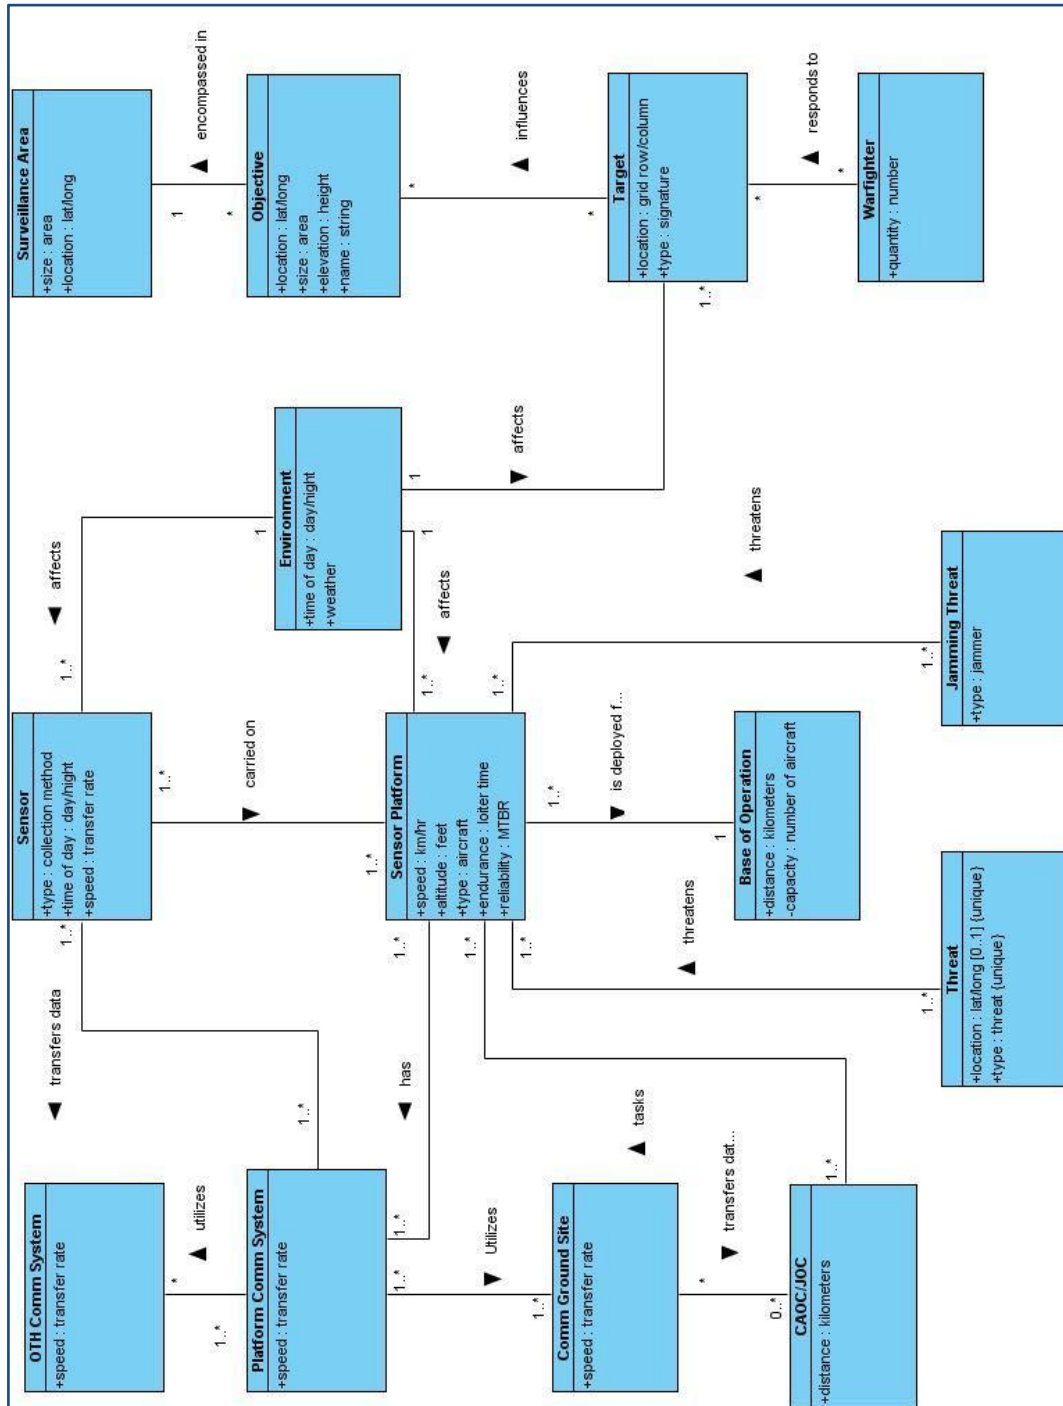 OTH Comm System
+speed : transfer rate
utilizes
*
1..*
Platform Comm System
+speed : transfer rate
1..*
1..*
1..*
Utilizes
1..*
Comm Ground Site
+speed : transfer rate
*
transfers dat...
0..*
CAOC/JOC
+distance : kilometers
1..*
tasks
transfers data
has
Sensor
+type : collection method
+time of day : day/night
+speed : transfer rate
1..*
1..*
1..*
carried on
1..*
Sensor Platform
+speed : km/hr
+altitude : feet
+type : aircraft
+endurance : loiter time
+reliability : MTBR
1..*
1..*
1..*
1..*
1..*
1..*
is deployed f...
1
Base of Operation
+distance : kilometers
-capacity : number of aircraft
threatens
1..*
Threat
+location : lat/long [0..1] {unique}
+type : threat {unique}
threatens
1..*
Jamming Threat
+type : jammer
affects
affects
1
Environment
+time of day : day/night
+weather
1
1
affects
Surveillance Area
+size : area
+location : lat/long
1
encompassed in
*
Objective
+location : lat/long
+size : area
+elevation : height
+name : string
*
influences
*
Target
+location : grid row/column
+type : signature
1..*
*
responds to
*
Warfighter
+quantity : number